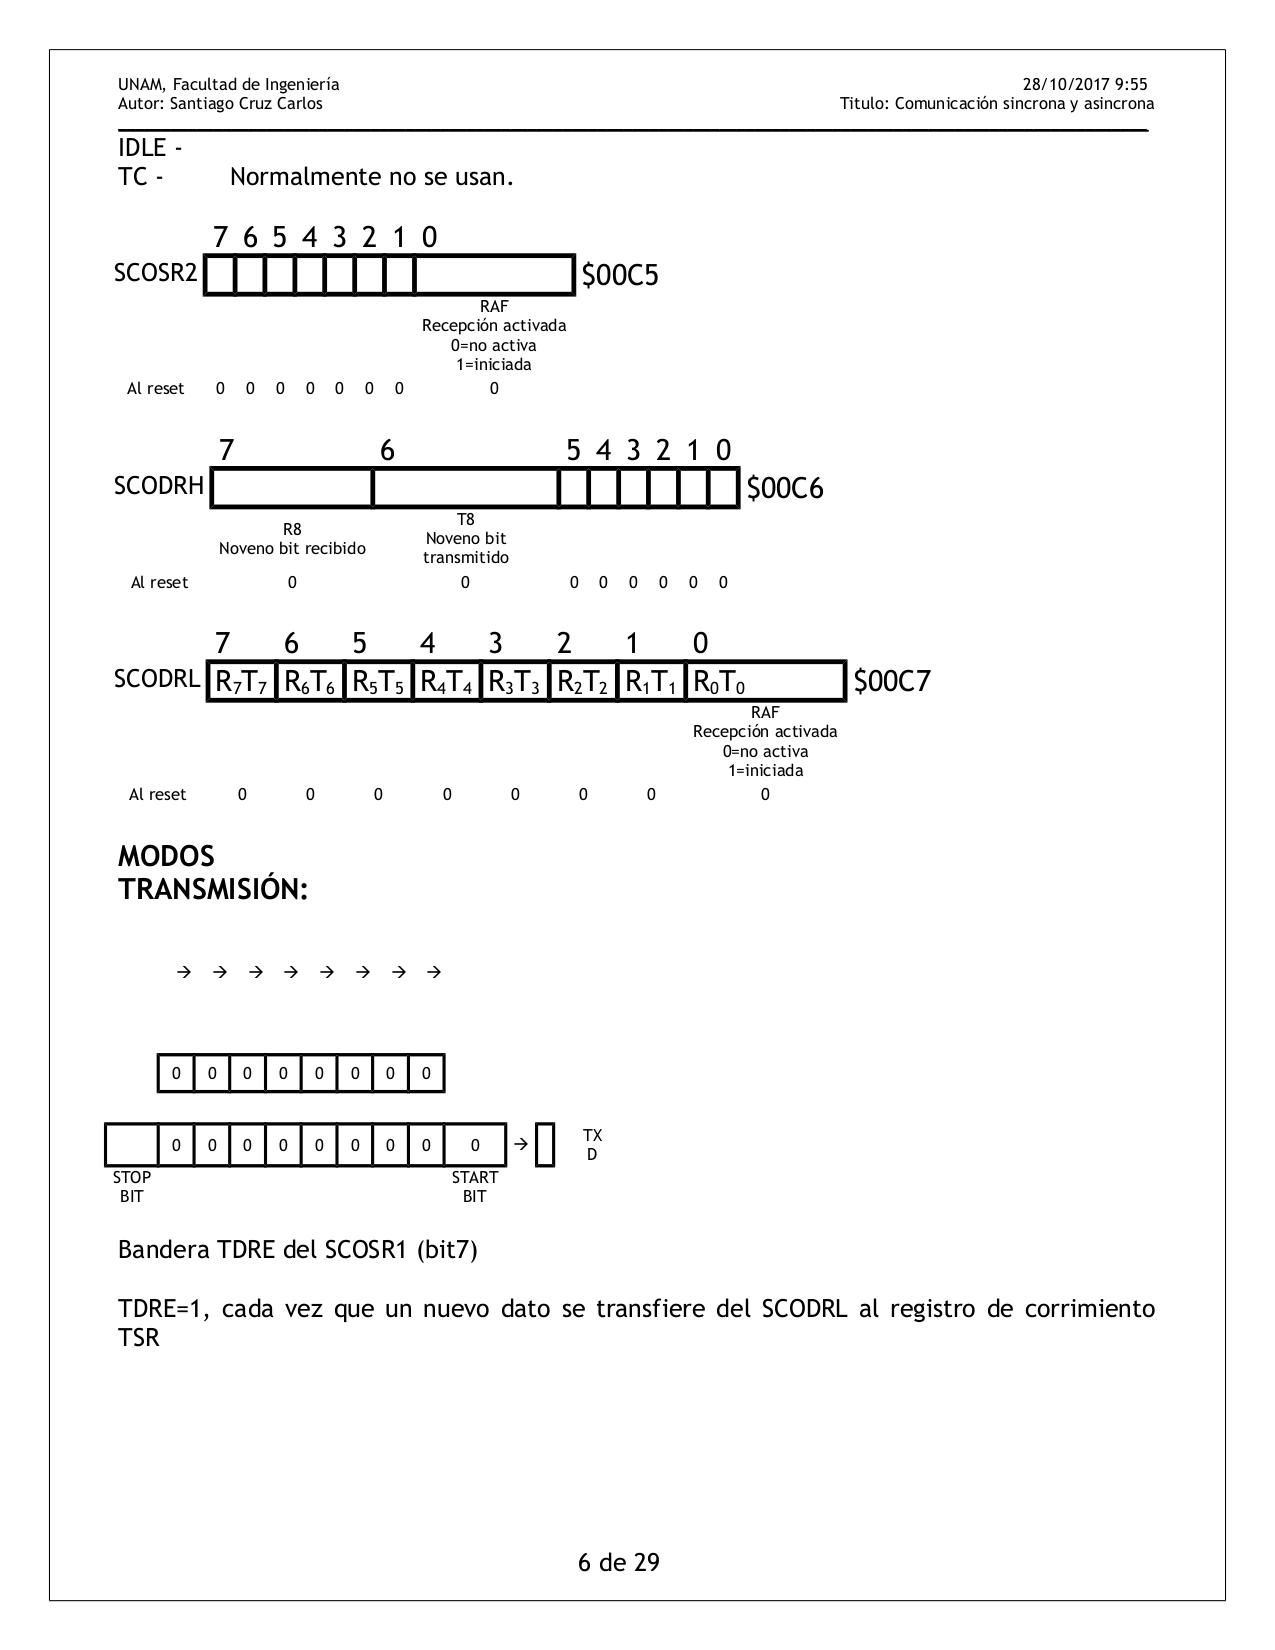 UNAM, Facultad de Ingeniería 28/10/2017 9:55
Autor: Santiago Cruz Carlos Titulo: Comunicación sincrona y asincrona
IDLE -
TC - Normalmente no se usan.
7 6 5 4 3 2 1 0
SCOSR2 $00C5
RAF
Recepción activada
0=no activa
1=iniciada
Al reset 0 0 0 0 0 0 0 0
7 6 5 4 3 2 1 0
SCODRH $00C6
R8
Noveno bit recibido
T8
Noveno bit
transmitido
Al reset 0 0 0 0 0 0 0 0
7 6 5 4 3 2 1 0
SCODRL R₇T₇ R₆T₆ R₅T₅ R₄T₄ R₃T₃ R₂T₂ R₁T₁ R₀T₀ $00C7
RAF
Recepción activada
0=no activa
1=iniciada
Al reset 0 0 0 0 0 0 0 0
MODOS
TRANSMISIÓN:
→ → → → → → → →
0 0 0 0 0 0 0 0
0 0 0 0 0 0 0 0 0 →
TX
D
STOP
BIT
START
BIT
Bandera TDRE del SCOSR1 (bit7)
TDRE=1, cada vez que un nuevo dato se transfiere del SCODRL al registro de corrimiento
TSR
6 de 29